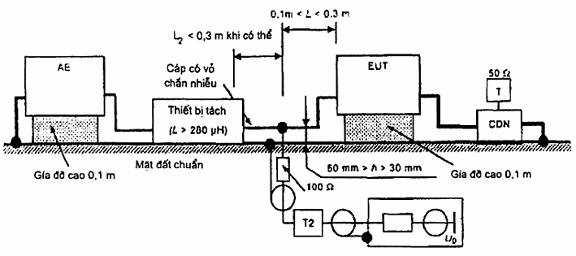 0,1m < L < 0.3 m
L2 < 0,3 m khi có thể
AE
Cáp có vỏ
chắn nhiễu
EUT
50 Ω
T
Thiết bị tách
(L > 280 µH)
CDN
Gía đỡ cao 0,1 m
Mặt đất chuẩn
50 mm > h > 30 mm
Gía đỡ cao 0,1 m
100 Ω
T2
U0